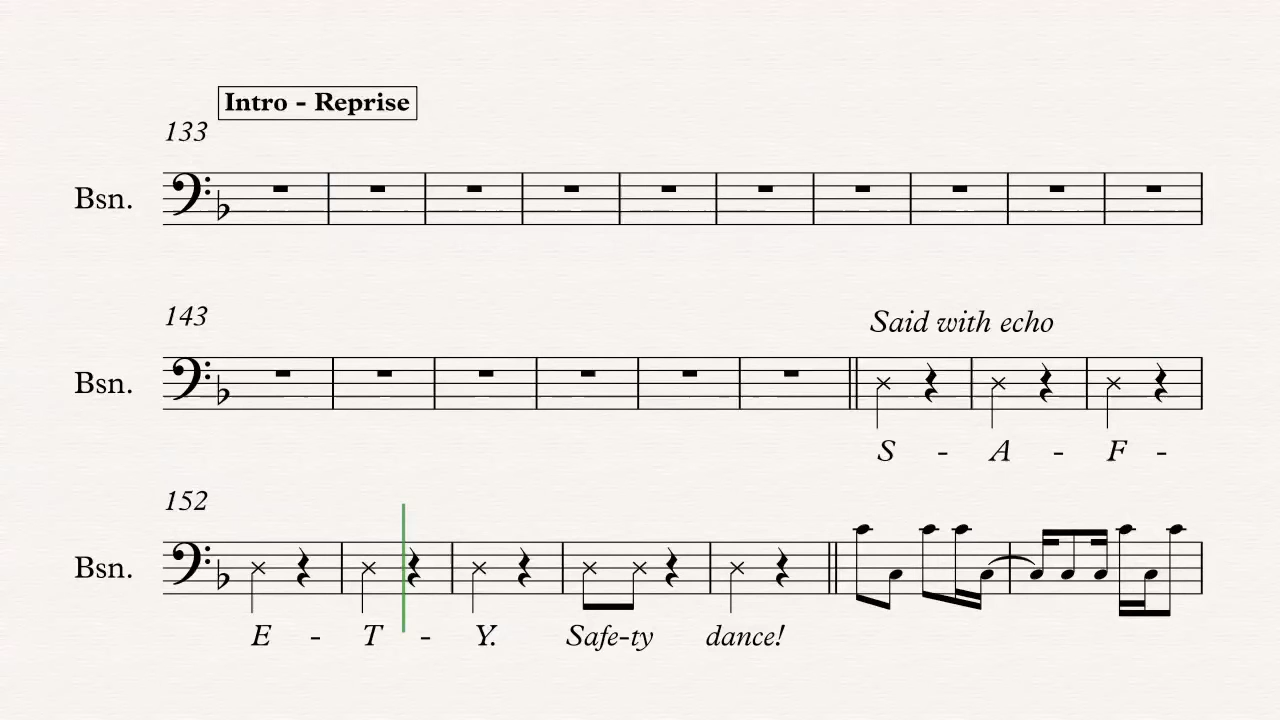 Intro - Reprise
133
Bsn.
143
Said with echo
Bsn.
S - A - F -
152
Bsn.
E - T - Y. Safe-ty dance!